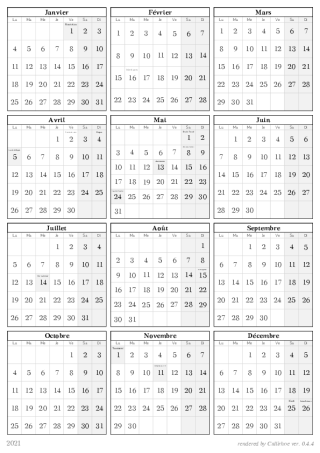 Janvier
Lu Ma Me Je Ve Sa Di
1 2 3
4 5 6 7 8 9 10
11 12 13 14 15 16 17
18 19 20 21 22 23 24
25 26 27 28 29 30 31
Février
Lu Ma Me Je Ve Sa Di
1 2 3 4 5 6 7
8 9 10 11 12 13 14
15 16 17 18 19 20 21
22 23 24 25 26 27 28
Mars
Lu Ma Me Je Ve Sa Di
1 2 3 4 5 6 7
8 9 10 11 12 13 14
15 16 17 18 19 20 21
22 23 24 25 26 27 28
29 30 31
Avril
Lu Ma Me Je Ve Sa Di
1 2 3 4
5 6 7 8 9 10 11
12 13 14 15 16 17 18
19 20 21 22 23 24 25
26 27 28 29 30
Mai
Lu Ma Me Je Ve Sa Di
1 2
3 4 5 6 7 8 9
10 11 12 13 14 15 16
17 18 19 20 21 22 23
24 25 26 27 28 29 30
31
Juin
Lu Ma Me Je Ve Sa Di
1 2 3 4 5 6
7 8 9 10 11 12 13
14 15 16 17 18 19 20
21 22 23 24 25 26 27
28 29 30
Juillet
Lu Ma Me Je Ve Sa Di
1 2 3 4
5 6 7 8 9 10 11
12 13 14 15 16 17 18
19 20 21 22 23 24 25
26 27 28 29 30 31
Août
Lu Ma Me Je Ve Sa Di
1
2 3 4 5 6 7 8
9 10 11 12 13 14 15
16 17 18 19 20 21 22
23 24 25 26 27 28 29
30 31
Septembre
Lu Ma Me Je Ve Sa Di
1 2 3 4 5
6 7 8 9 10 11 12
13 14 15 16 17 18 19
20 21 22 23 24 25 26
27 28 29 30
Octobre
Lu Ma Me Je Ve Sa Di
1 2 3
4 5 6 7 8 9 10
11 12 13 14 15 16 17
18 19 20 21 22 23 24
25 26 27 28 29 30 31
Novembre
Lu Ma Me Je Ve Sa Di
1 2 3 4 5 6 7
8 9 10 11 12 13 14
15 16 17 18 19 20 21
22 23 24 25 26 27 28
29 30
Décembre
Lu Ma Me Je Ve Sa Di
1 2 3 4 5
6 7 8 9 10 11 12
13 14 15 16 17 18 19
20 21 22 23 24 25 26
27 28 29 30 31
2021
rendered by Callirhoe ver. 0.4.4